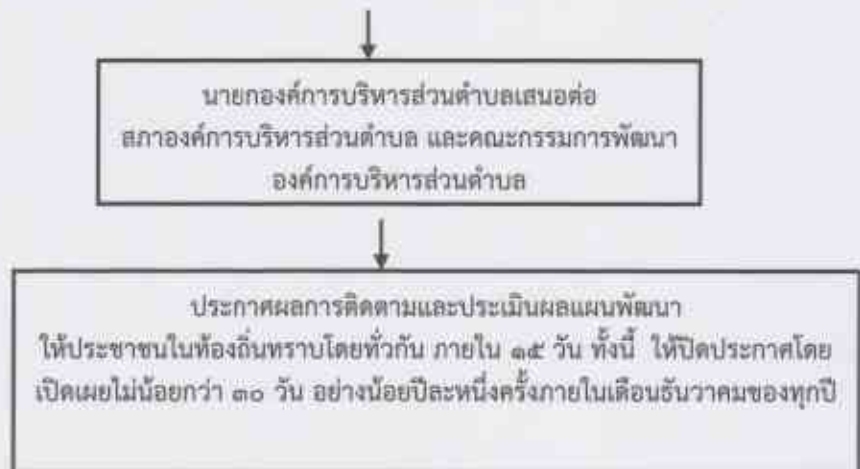 นายกองค์การบริหารส่วนตำบลเสนอต่อ
สภาองค์การบริหารส่วนตำบล และคณะกรรมการพัฒนา
องค์การบริหารส่วนตำบล
ประกาศผลการติดตามและประเมินผลแผนพัฒนา
ให้ประชาชนในท้องถิ่นทราบโดยทั่วกัน ภายใน ๑๕ วัน ทั้งนี้ ให้ปิดประกาศโดย
เปิดเผยไม่น้อยกว่า ๓๐ วัน อย่างน้อยปีละหนึ่งครั้งภายในเดือนธันวาคมของทุกปี